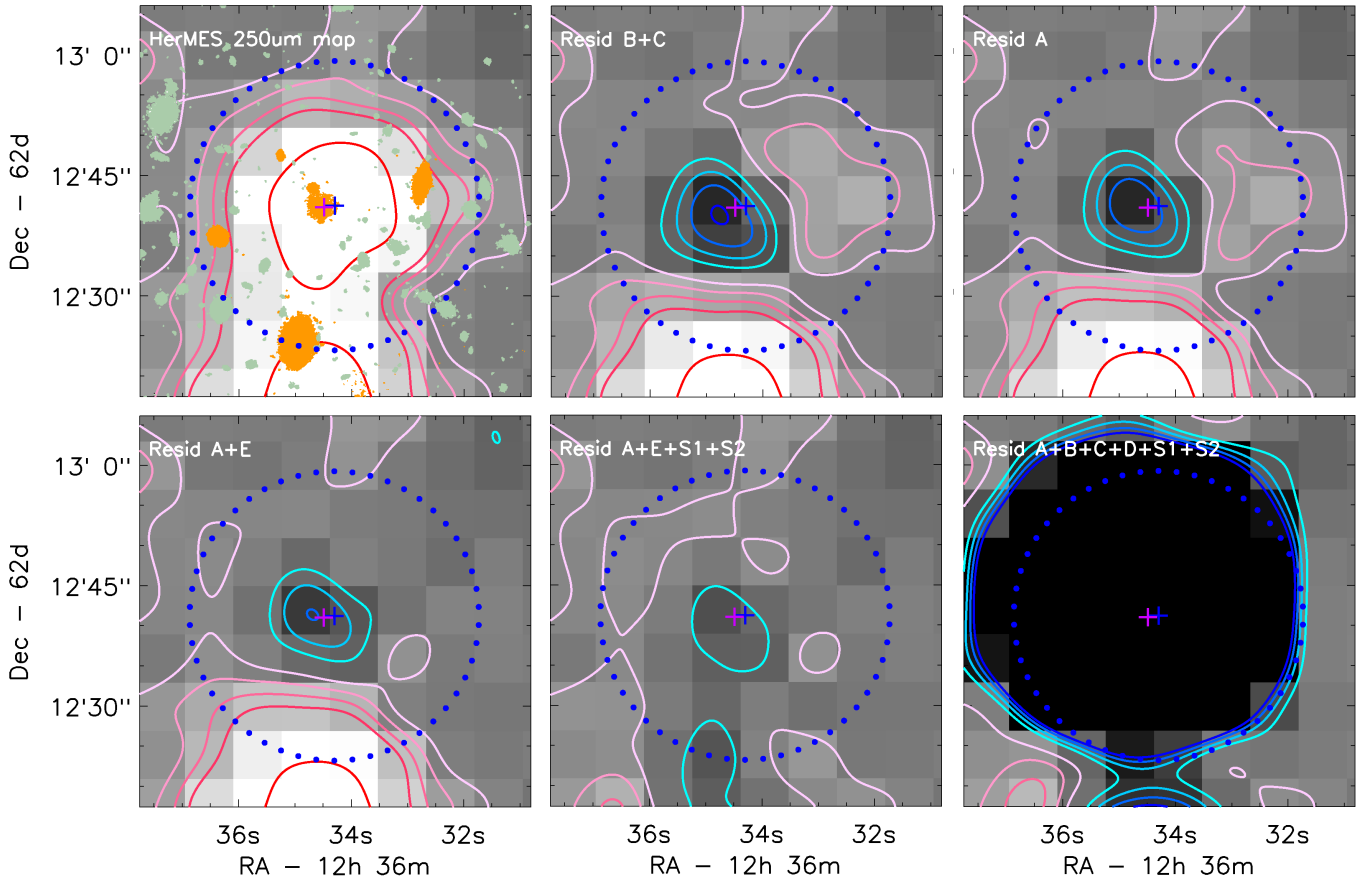 HerMES 250um map
Resid B+C
Resid A
13' 0''
12'45''
12'30''
Dec − 62d
Resid A+E
Resid A+E+S1+S2
Resid A+B+C+D+S1+S2
13' 0''
12'45''
12'30''
Dec − 62d
36s 34s 32s
36s 34s 32s
36s 34s 32s
RA − 12h 36m
RA − 12h 36m
RA − 12h 36m